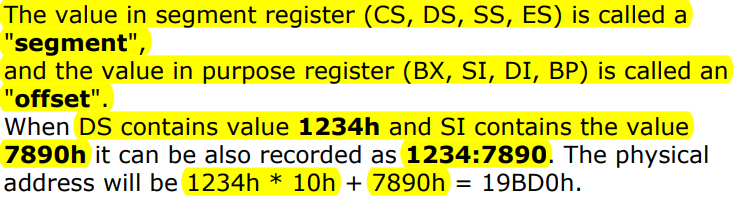 The value in segment register (CS, DS, SS, ES) is called a
"segment",
and the value in purpose register (BX, SI, DI, BP) is called an
"offset".
When DS contains value 1234h and SI contains the value
7890h it can be also recorded as 1234:7890. The physical
address will be 1234h * 10h + 7890h = 19BD0h.